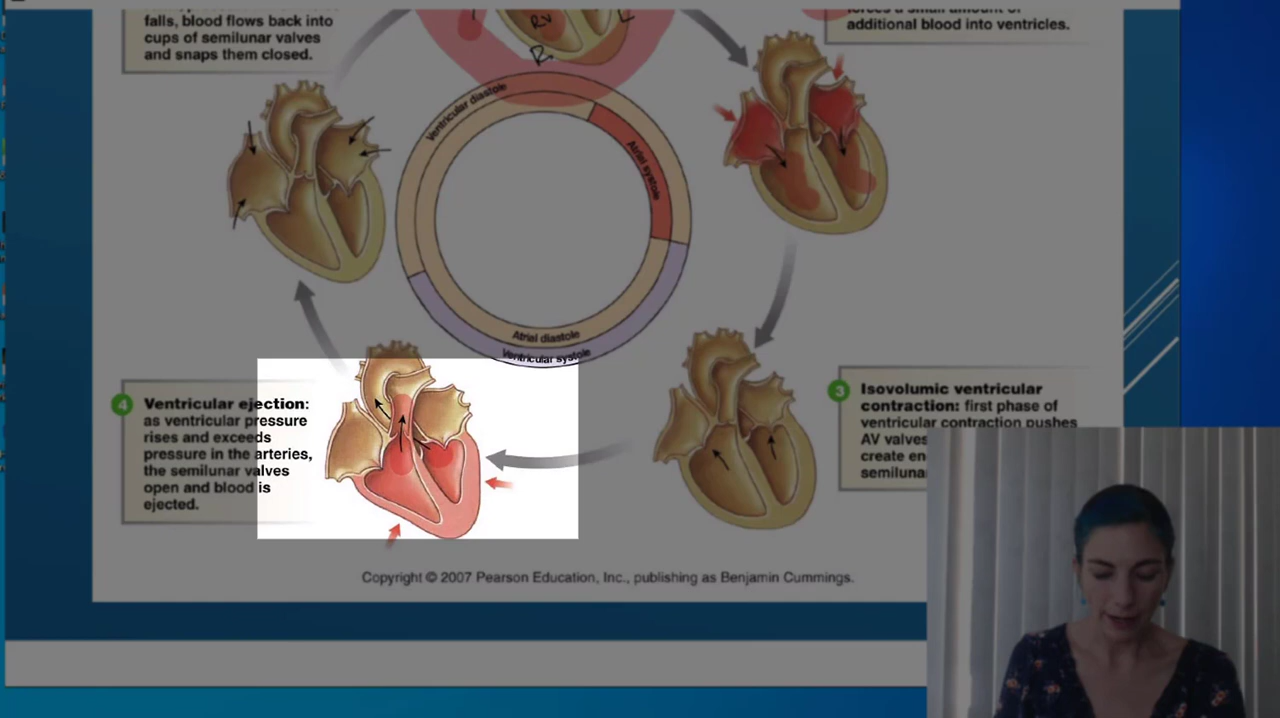 falls, blood flows back into
cups of semilunar valves
and snaps them closed.
additional blood into ventricles.
RV
L
R
Ventricular diastole
Atrial systole
Atrial diastole
Ventricular systole
4 Ventricular ejection:
as ventricular pressure
rises and exceeds
pressure in the arteries,
the semilunar valves
open and blood is
ejected.
3 Isovolumic ventricular
contraction: first phase of
ventricular contraction pushes
AV valves
create en
semiluna
Copyright © 2007 Pearson Education, Inc., publishing as Benjamin Cummings.